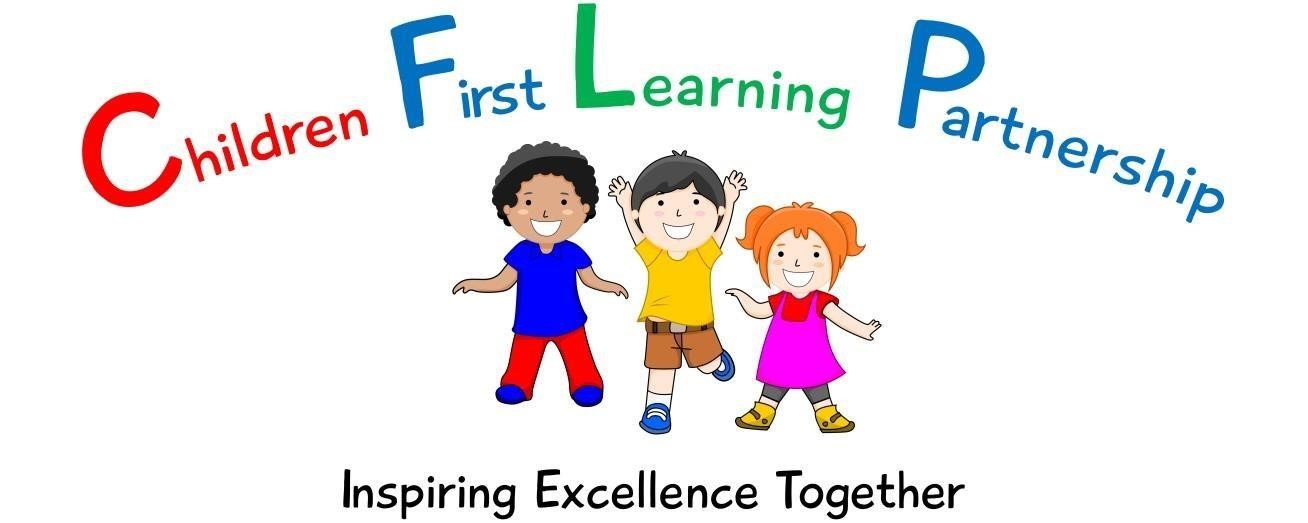 Children First Learning Partnership
Inspiring Excellence Together